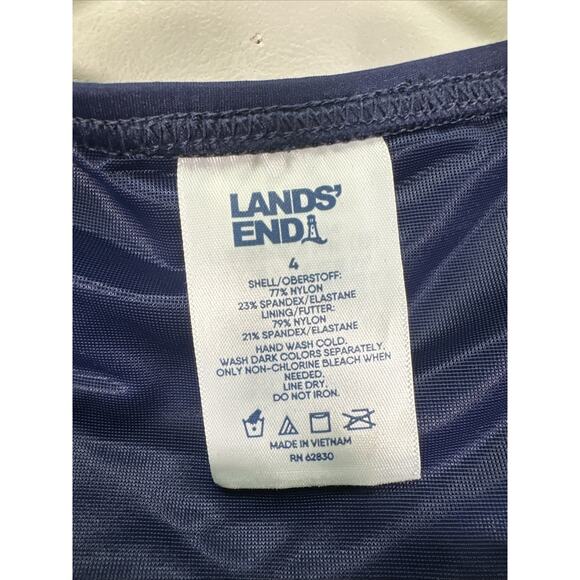 LANDS'
END
4
SHELL/OBERSTOFF:
77% NYLON
23% SPANDEX/ELASTANE
LINING/FUTTER:
79% NYLON
21% SPANDEX/ELASTANE
HAND WASH COLD.
WASH DARK COLORS SEPARATELY.
ONLY NON-CHLORINE BLEACH WHEN
NEEDED.
LINE DRY.
DO NOT IRON.
MADE IN VIETNAM
RN 62830